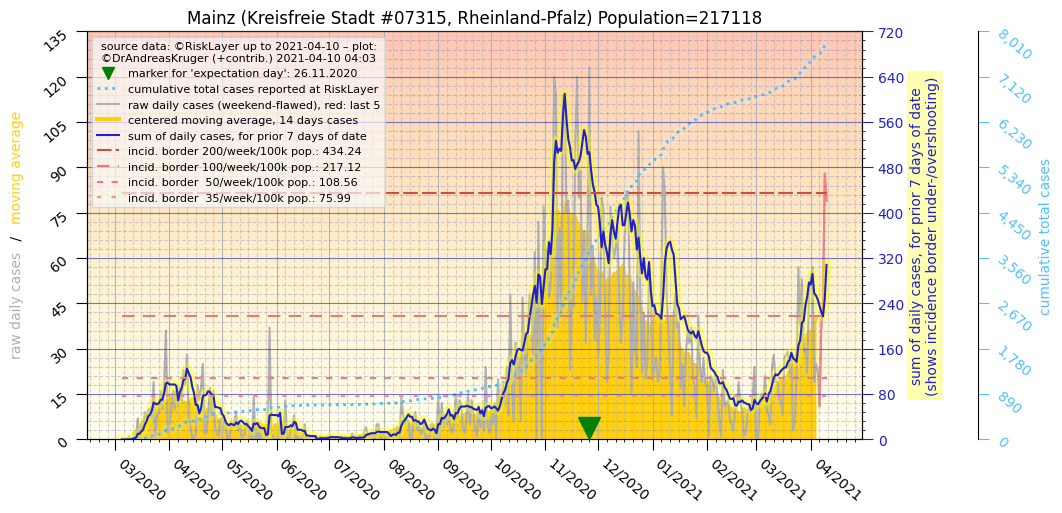 Mainz (Kreisfreie Stadt #07315, Rheinland-Pfalz) Population=217118
source data: ©RiskLayer up to 2021-04-10 – plot:
©DrAndreasKruger (+contrib.) 2021-04-10 04:03
marker for 'expectation day': 26.11.2020
cumulative total cases reported at RiskLayer
raw daily cases (weekend-flawed), red: last 5
centered moving average, 14 days cases
sum of daily cases, for prior 7 days of date
incid. border 200/week/100k pop.: 434.24
incid. border 100/week/100k pop.: 217.12
incid. border  50/week/100k pop.: 108.56
incid. border  35/week/100k pop.: 75.99
raw daily cases / moving average
135
120
105
90
75
60
45
30
15
0
03/2020
04/2020
05/2020
06/2020
07/2020
08/2020
09/2020
10/2020
11/2020
12/2020
01/2021
02/2021
03/2021
04/2021
720
640
560
480
400
320
240
160
80
0
sum of daily cases, for prior 7 days of date
(shows incidence border under-/overshooting)
8,010
7,120
6,230
5,340
4,450
3,560
2,670
1,780
890
0
cumulative total cases